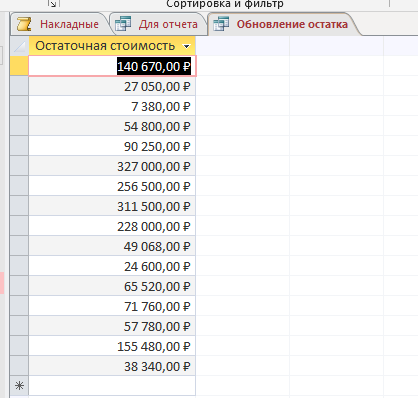 Сортировка и фильтр
Накладные Для отчета Обновление остатка
Остаточная стоимость
140 670,00 ₽
27 050,00 ₽
7 380,00 ₽
54 800,00 ₽
90 250,00 ₽
327 000,00 ₽
256 500,00 ₽
311 500,00 ₽
228 000,00 ₽
49 068,00 ₽
24 600,00 ₽
65 520,00 ₽
71 760,00 ₽
57 780,00 ₽
155 480,00 ₽
38 340,00 ₽